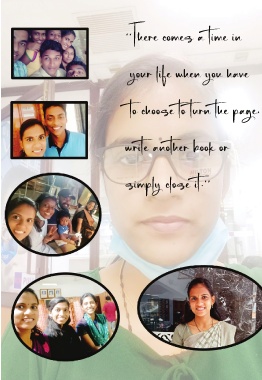 "There comes a time in
your life when you have
to choose to turn the page,
write another book or
simply close it."